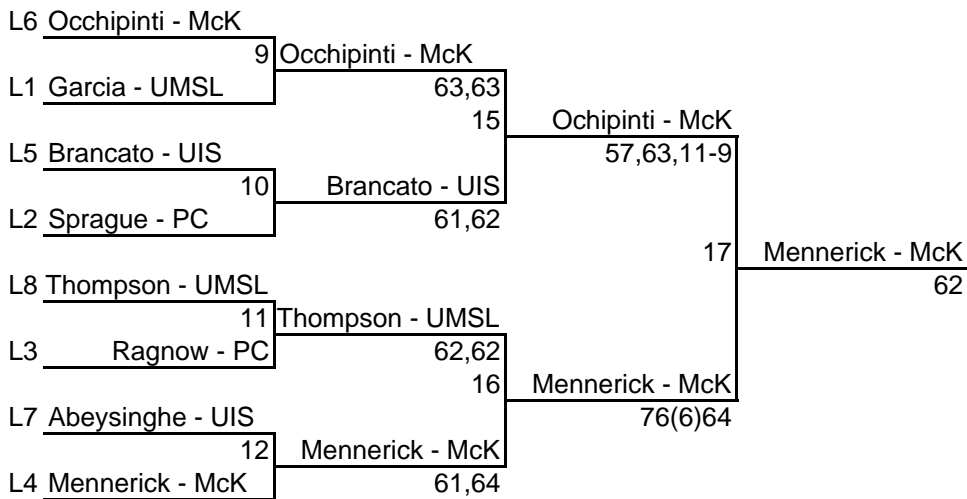 L6 Occhipinti - McK
9 Occhipinti - McK
L1 Garcia - UMSL 63,63
15 Ochipinti - McK
L5 Brancato - UIS 57,63,11-9
10 Brancato - UIS
L2 Sprague - PC 61,62
17 Mennerick - McK
L8 Thompson - UMSL 62
11 Thompson - UMSL
L3 Ragnow - PC 62,62
16 Mennerick - McK
L7 Abeysinghe - UIS 76(6)64
12 Mennerick - McK
L4 Mennerick - McK 61,64